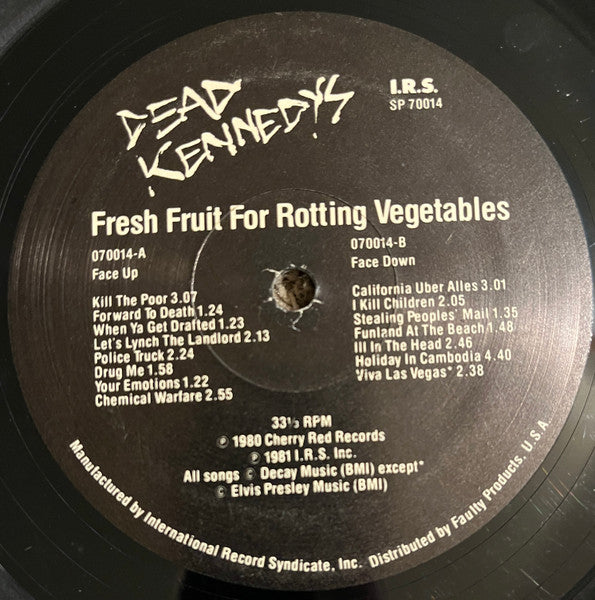 DEAD
KENNEDYS
I.R.S.
SP 70014
Fresh Fruit For Rotting Vegetables
070014-A
Face Up
Kill The Poor 3.07
Forward To Death 1.24
When Ya Get Drafted 1.23
Let's Lynch The Landlord 2.13
Police Truck 2.24
Drug Me 1.58
Your Emotions 1.22
Chemical Warfare 2.55
070014-B
Face Down
California Uber Alles 3.01
I Kill Children 2.05
Stealing Peoples' Mail 1.35
Funland At The Beach 1.48
Ill In The Head 2.46
Holiday In Cambodia 4.40
Viva Las Vegas* 2.38
33⅓ RPM
℗ 1980 Cherry Red Records
℗ 1981 I.R.S. Inc.
All songs © Decay Music (BMI) except*
© Elvis Presley Music (BMI)
Manufactured by International Record Syndicate, Inc. Distributed by Faulty Products, U.S.A.